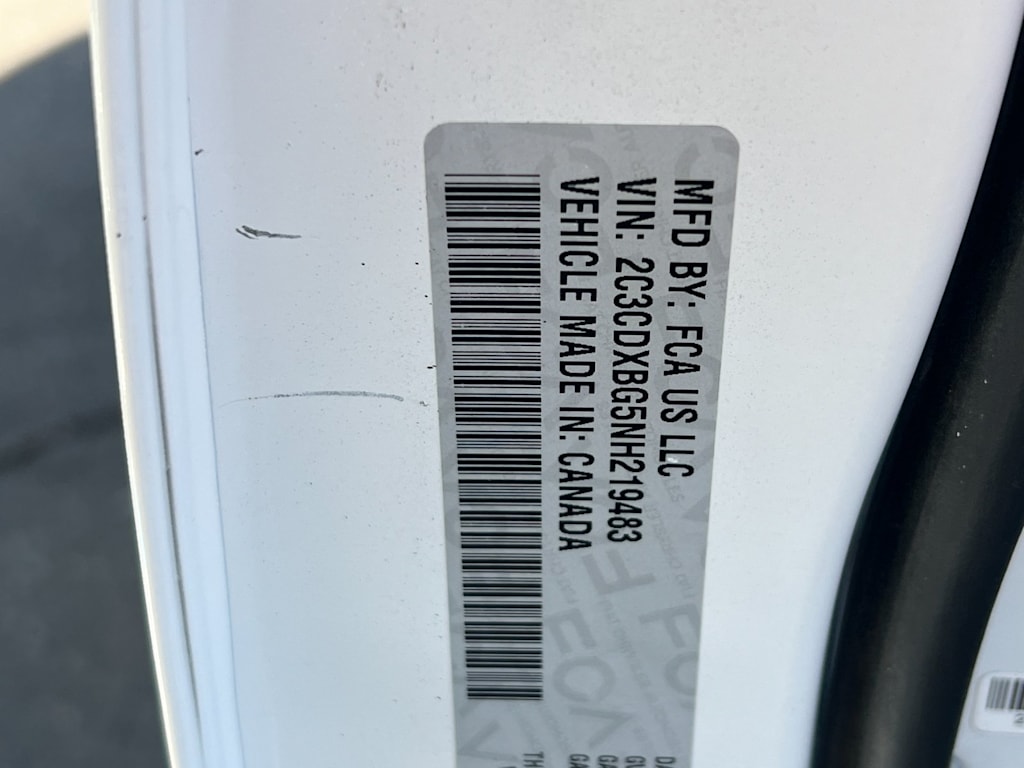 MFD BY: FCA US LLC
VIN: 2C3CDXBG5NH219483
VEHICLE MADE IN: CANADA